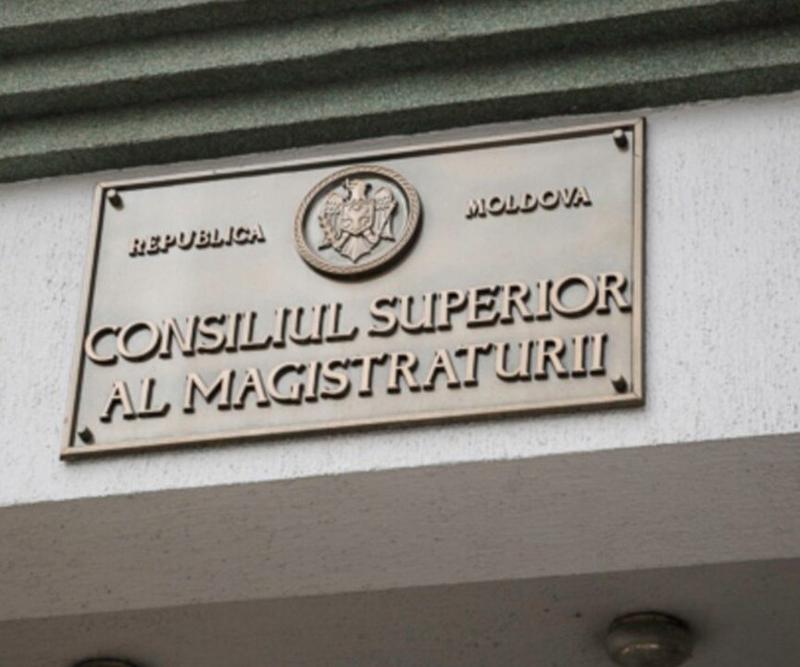 REPUBLICA MOLDOVA
CONSILIUL SUPERIOR
AL MAGISTRATURII